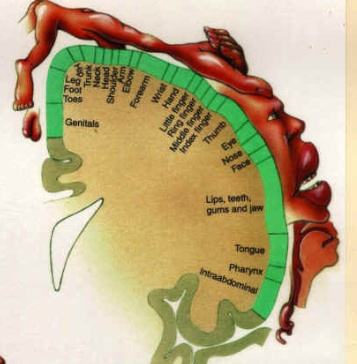 Genitals
Toes
Foot
Leg
Hip
Trunk
Neck
Head
Shoulder
Arm
Elbow
Forearm
Wrist
Hand
Little finger
Ring finger
Middle finger
Index finger
Thumb
Eye
Nose
Face
Lips, teeth,
gums and jaw
Tongue
Pharynx
Intraabdominal